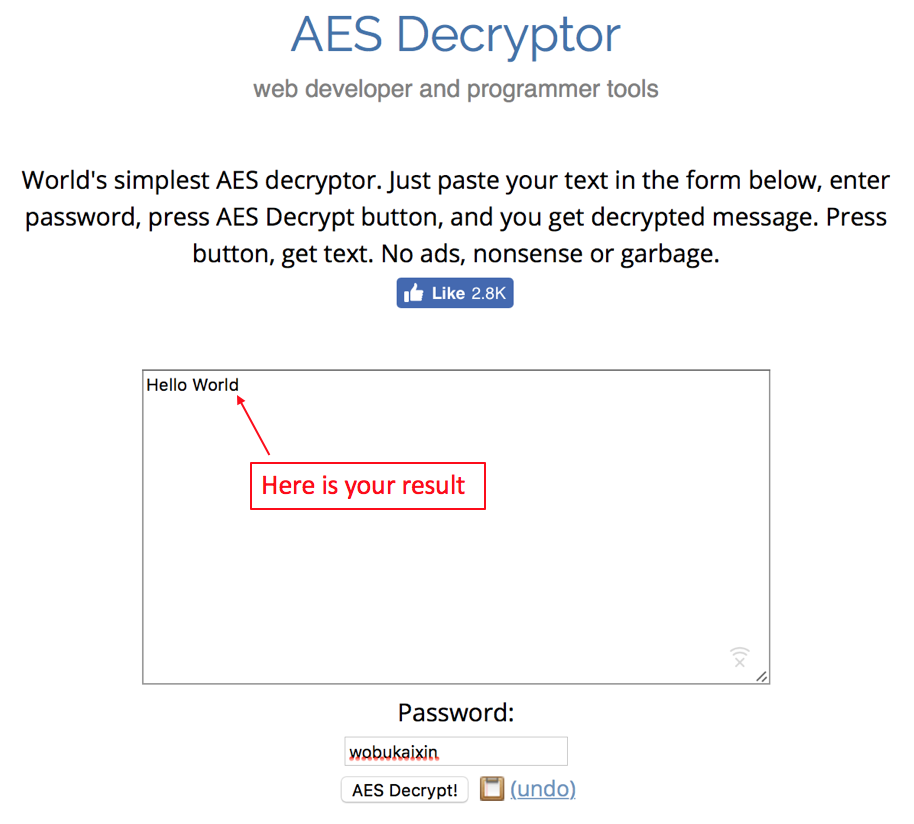 AES Decryptor
web developer and programmer tools
World's simplest AES decryptor. Just paste your text in the form below, enter
password, press AES Decrypt button, and you get decrypted message. Press
button, get text. No ads, nonsense or garbage.
Like 2.8K
Hello World
Here is your result
Password:
wobukaixin
AES Decrypt! (undo)